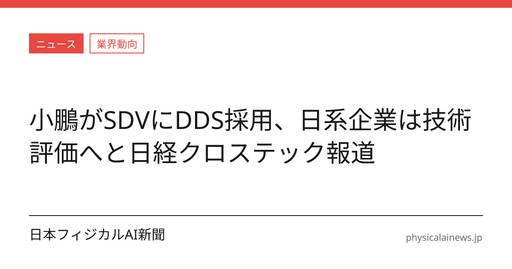 ニュース 業界動向
小鵬がSDVにDDS採用、日系企業は技術
評価へと日経クロステック報道
日本フィジカルAI新聞
physicalainews.jp